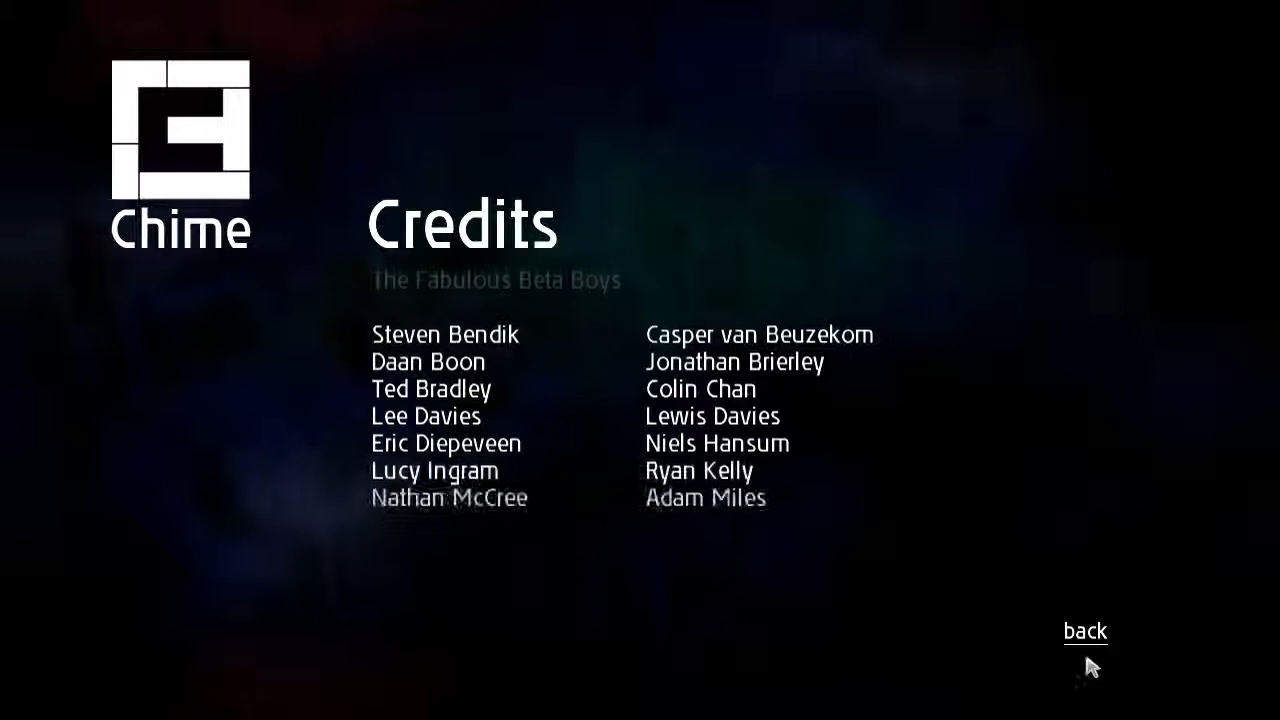 Chime
Credits
The Fabulous Beta Boys
Steven Bendik Casper van Beuzekom
Daan Boon Jonathan Brierley
Ted Bradley Colin Chan
Lee Davies Lewis Davies
Eric Diepeveen Niels Hansum
Lucy Ingram Ryan Kelly
Nathan McCree Adam Miles
back